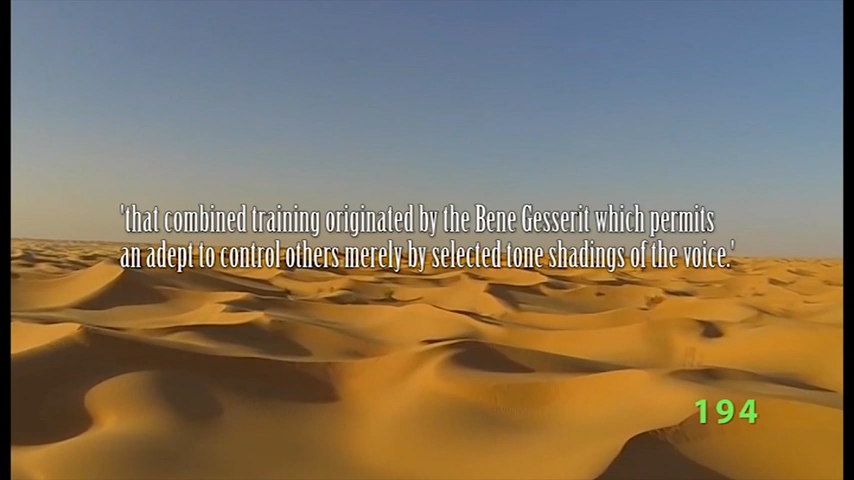 'that combined training originated by the Bene Gesserit which permits
an adept to control others merely by selected tone shadings of the voice.'
194